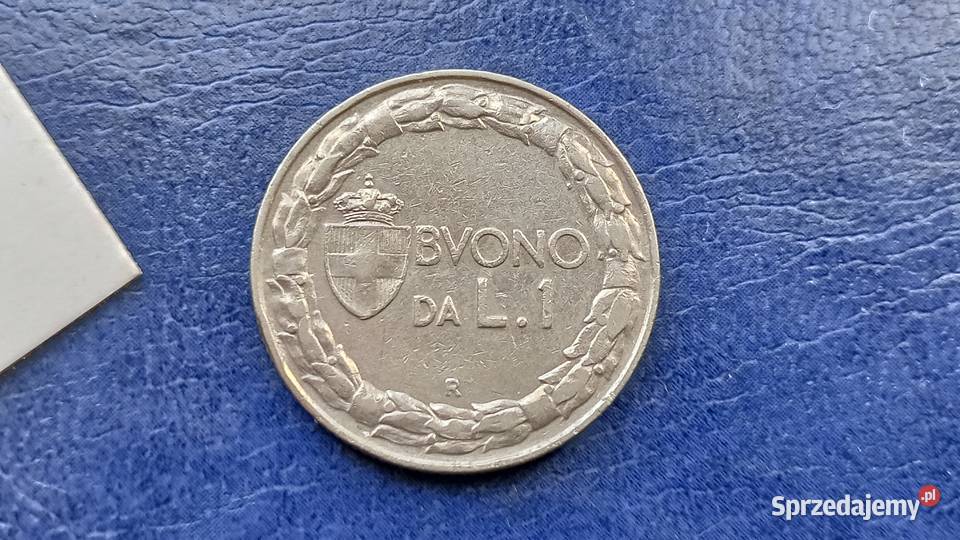 BVONO
DA L.1
R
Sprzedajemy.pl